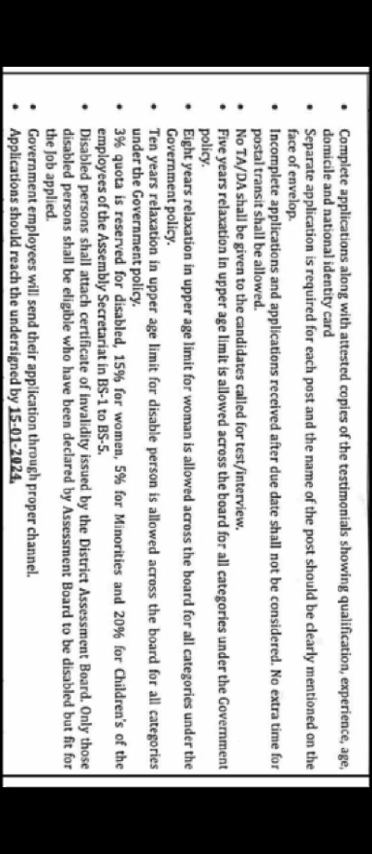 • Complete applications along with attested copies of the testimonials showing qualification, experience, age,
domicile and national identity card
• Separate application is required for each post and the name of the post should be clearly mentioned on the
face of envelop.
• Incomplete applications and applications received after due date shall not be considered. No extra time for
postal transit shall be allowed.
• No TA/DA shall be given to the candidates called for test/interview.
• Five years relaxation in upper age limit is allowed across the board for all categories under the Government
policy.
• Eight years relaxation in upper age limit for woman is allowed across the board for all categories under the
Government policy.
• Ten years relaxation in upper age limit for disable person is allowed across the board for all categories
under the Government policy.
• 3% quota is reserved for disabled, 15% for women, 5% for Minorities and 20% for Children's of the
employees of the Assembly Secretariat in BS-1 to BS-5.
• Disabled persons shall attach certificate of invalidity issued by the District Assessment Board. Only those
disabled persons shall be eligible who have been declared by Assessment Board to be disabled but fit for
the Job applied.
• Government employees will send their application through proper channel.
• Applications should reach the undersigned by 15-01-2024.